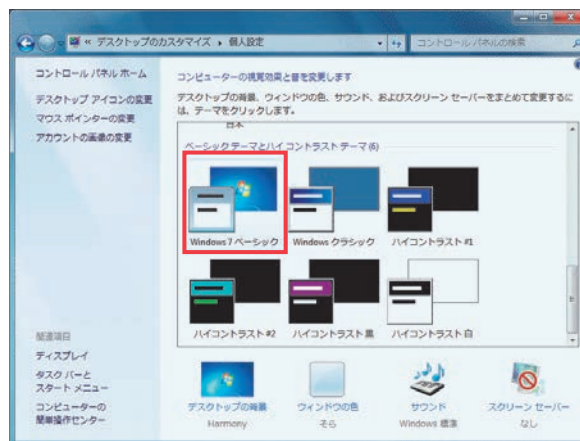 « デスクトップのカスタマイズ ▸ 個人設定
コントロール パネルの検索
コントロール パネル ホーム
デスクトップ アイコンの変更
マウス ポインターの変更
アカウントの画像の変更
コンピューターの視覚効果と音を変更します
デスクトップの背景、ウィンドウの色、サウンド、およびスクリーン セーバーをまとめて変更するに
は、テーマをクリックします。
日本
ベーシック テーマとハイ コントラスト テーマ (6)
Windows 7 ベーシック
Windows クラシック
ハイコントラスト #1
ハイコントラスト #2
ハイコントラスト 黒
ハイコントラスト 白
関連項目
ディスプレイ
タスク バーと
スタート メニュー
コンピューターの
簡単操作センター
デスクトップの背景
Harmony
ウィンドウの色
そら
サウンド
Windows 標準
スクリーン セーバー
なし